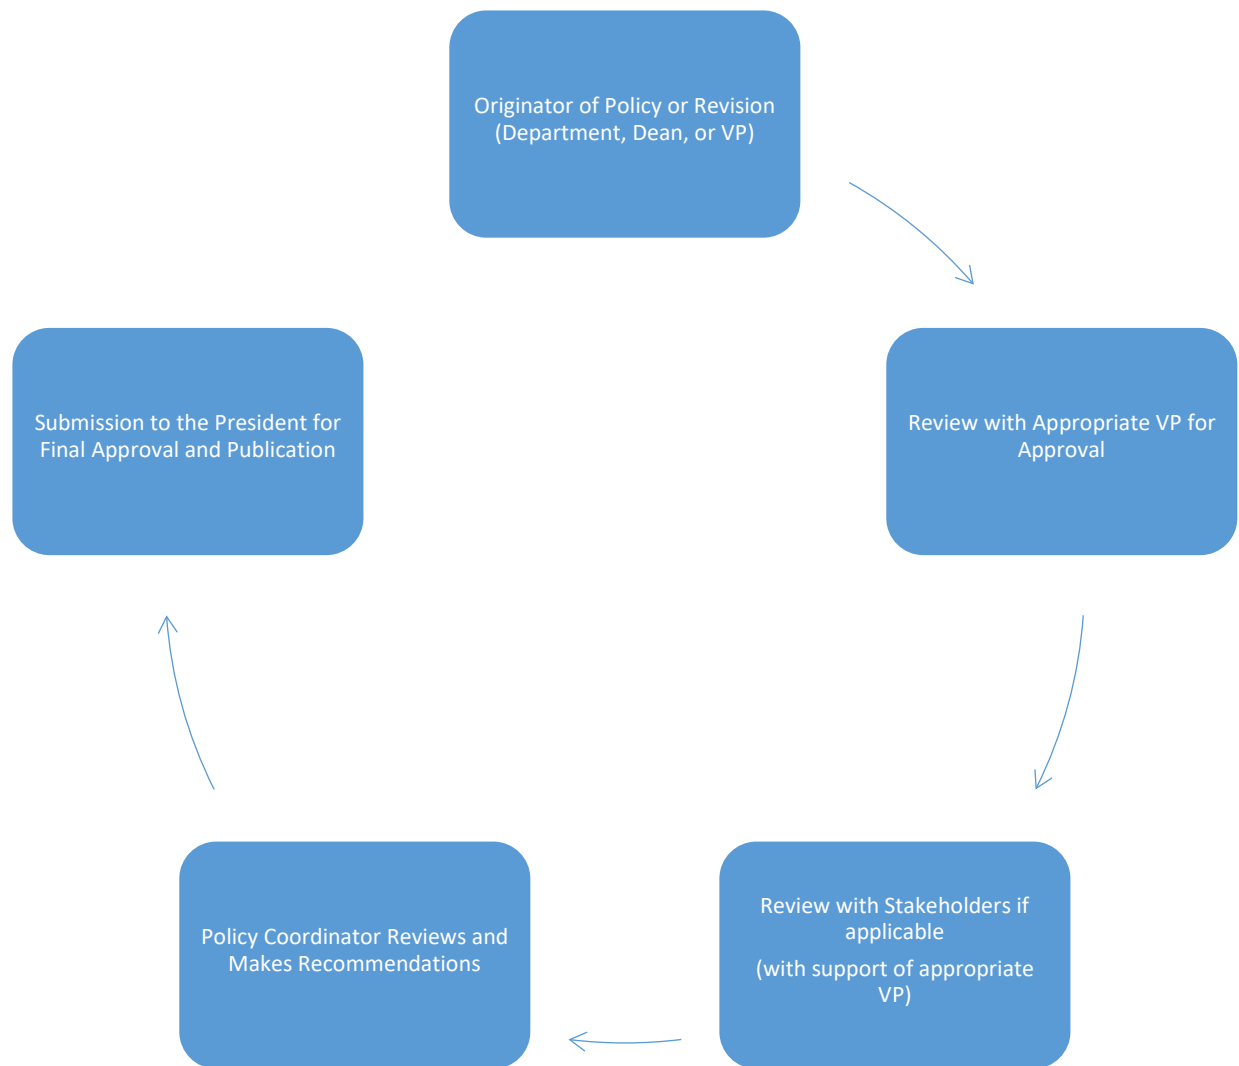 Originator of Policy or Revision
(Department, Dean, or VP)
Review with Appropriate VP for
Approval
Review with Stakeholders if
applicable
(with support of appropriate
VP)
Policy Coordinator Reviews and
Makes Recommendations
Submission to the President for
Final Approval and Publication